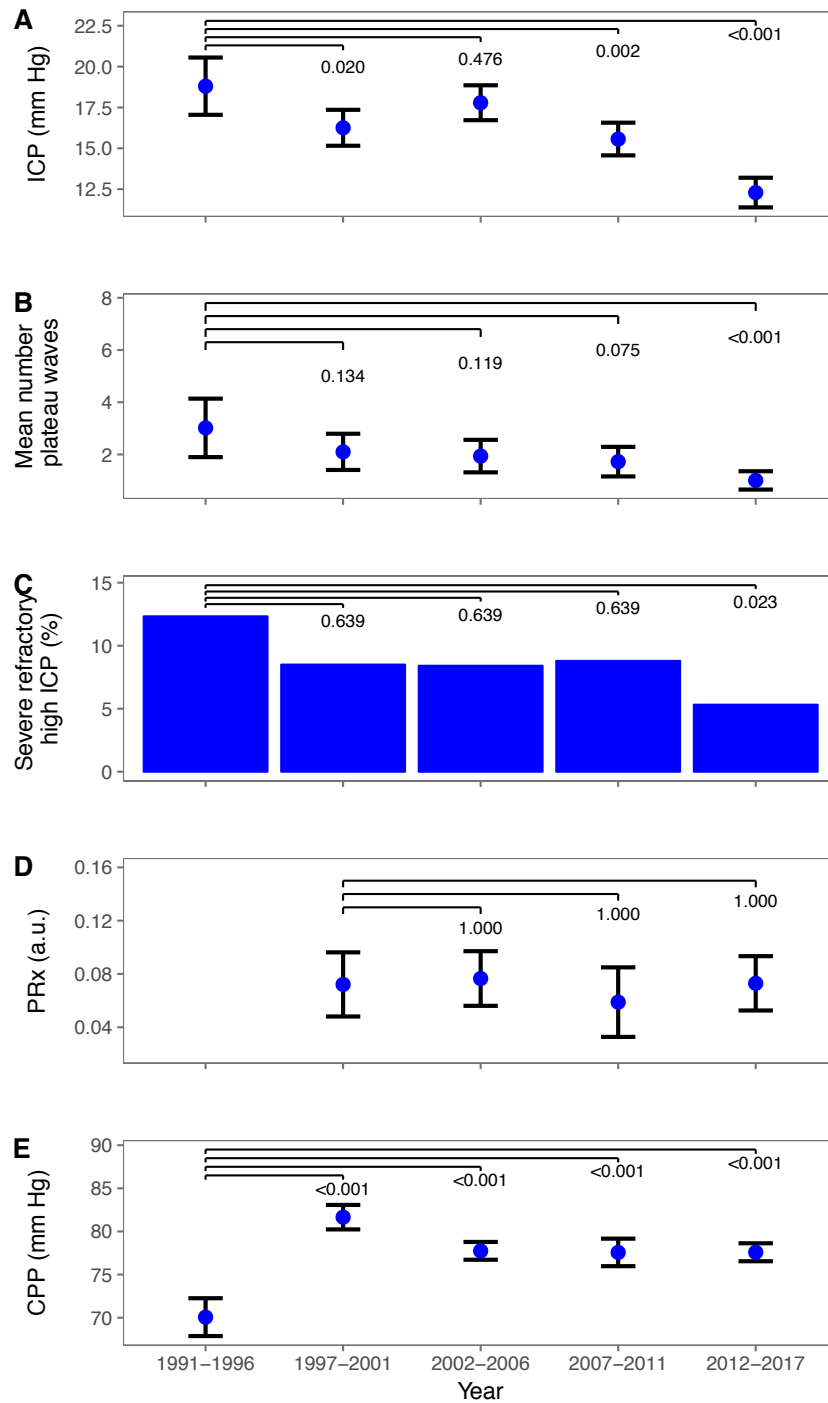 A
ICP (mm Hg)
22.5
20.0
17.5
15.0
12.5
0.020
0.476
0.002
<0.001
B
Mean number
plateau waves
8
6
4
2
0.134
0.119
0.075
<0.001
C
Severe refractory
high ICP (%)
15
10
5
0
0.639
0.639
0.639
0.023
D
PRx (a.u.)
0.16
0.12
0.08
0.04
1.000
1.000
1.000
E
CPP (mm Hg)
90
85
80
75
70
<0.001
<0.001
<0.001
<0.001
1991–1996 1997–2001 2002–2006 2007–2011 2012–2017
Year